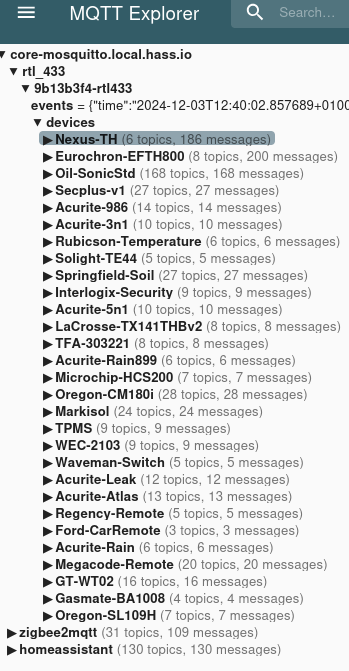 MQTT Explorer
Search...
▼ core-mosquitto.local.hass.io
▼ rtl_433
▼ 9b13b3f4-rtl433
events = {"time":"2024-12-03T12:40:02.857689+0100
▼ devices
▶ Nexus-TH (6 topics, 186 messages)
▶ Eurochron-EFTH800 (8 topics, 200 messages)
▶ Oil-SonicStd (168 topics, 168 messages)
▶ Secplus-v1 (27 topics, 27 messages)
▶ Acurite-986 (14 topics, 14 messages)
▶ Acurite-3n1 (10 topics, 10 messages)
▶ Rubicson-Temperature (6 topics, 6 messages)
▶ Solight-TE44 (5 topics, 5 messages)
▶ Springfield-Soil (27 topics, 27 messages)
▶ Interlogix-Security (9 topics, 9 messages)
▶ Acurite-5n1 (10 topics, 10 messages)
▶ LaCrosse-TX141THBv2 (8 topics, 8 messages)
▶ TFA-303221 (8 topics, 8 messages)
▶ Acurite-Rain899 (6 topics, 6 messages)
▶ Microchip-HCS200 (7 topics, 7 messages)
▶ Oregon-CM180i (28 topics, 28 messages)
▶ Markisol (24 topics, 24 messages)
▶ TPMS (9 topics, 9 messages)
▶ WEC-2103 (9 topics, 9 messages)
▶ Waveman-Switch (5 topics, 5 messages)
▶ Acurite-Leak (12 topics, 12 messages)
▶ Acurite-Atlas (13 topics, 13 messages)
▶ Regency-Remote (5 topics, 5 messages)
▶ Ford-CarRemote (3 topics, 3 messages)
▶ Acurite-Rain (6 topics, 6 messages)
▶ Megacode-Remote (20 topics, 20 messages)
▶ GT-WT02 (16 topics, 16 messages)
▶ Gasmate-BA1008 (4 topics, 4 messages)
▶ Oregon-SL109H (7 topics, 7 messages)
▶ zigbee2mqtt (31 topics, 109 messages)
▶ homeassistant (130 topics, 130 messages)